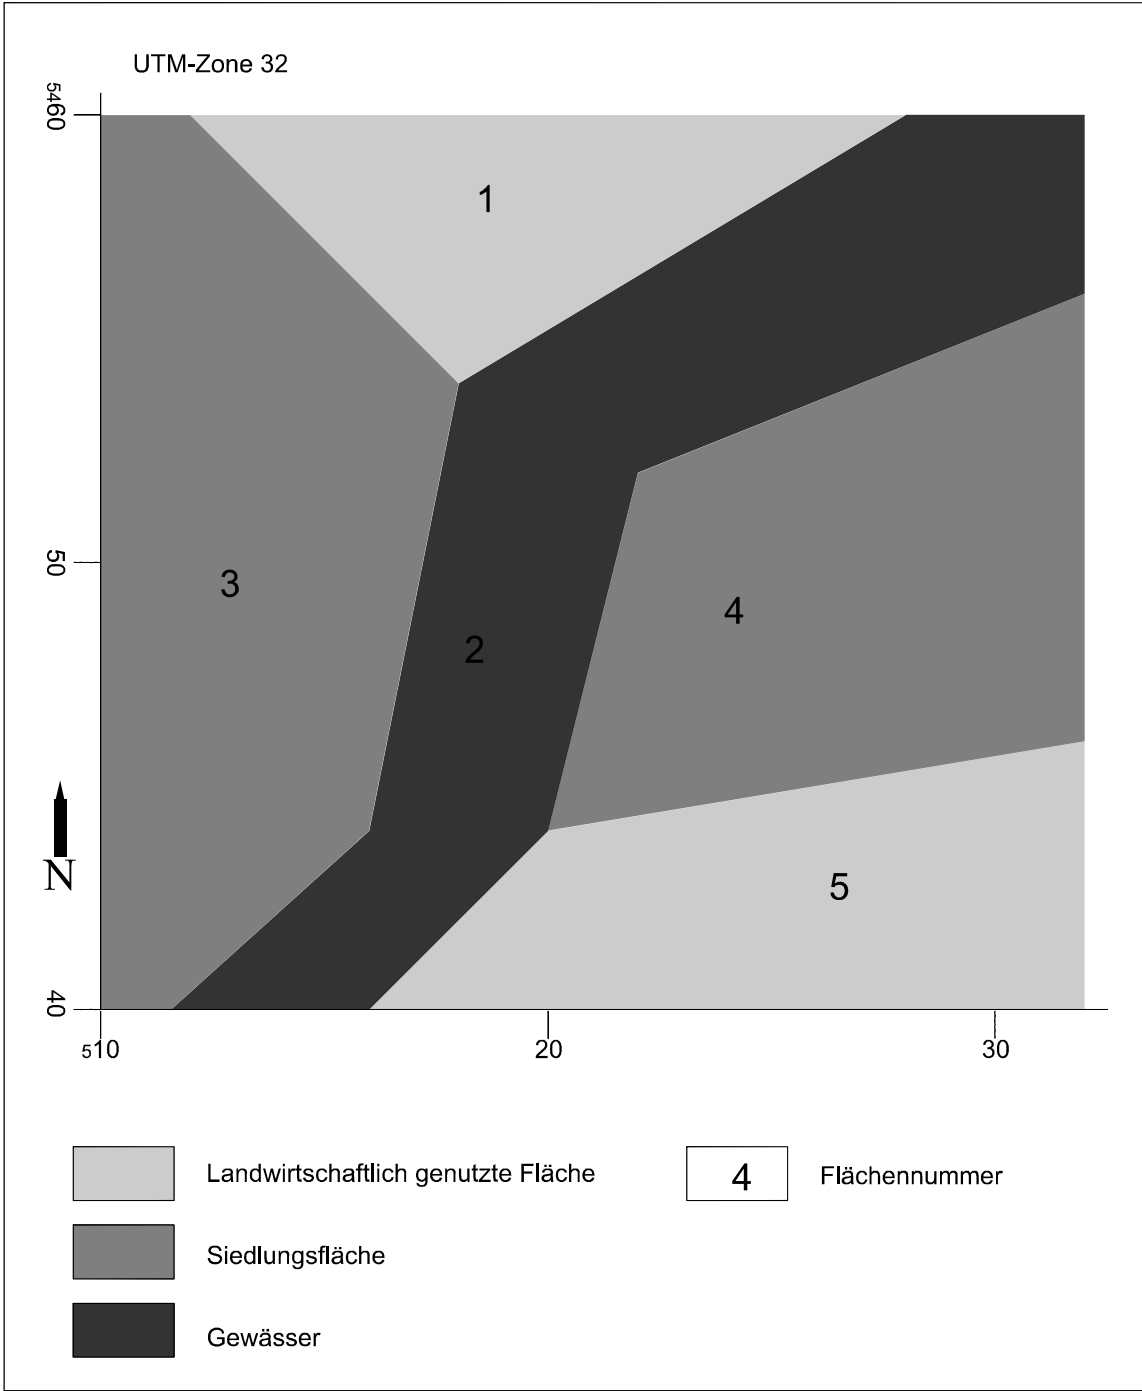 UTM-Zone 32
5460
1
50
3
4
2
5
N
40
510
20
30
Landwirtschaftlich genutzte Fläche
4
Flächennummer
Siedlungsfläche
Gewässer